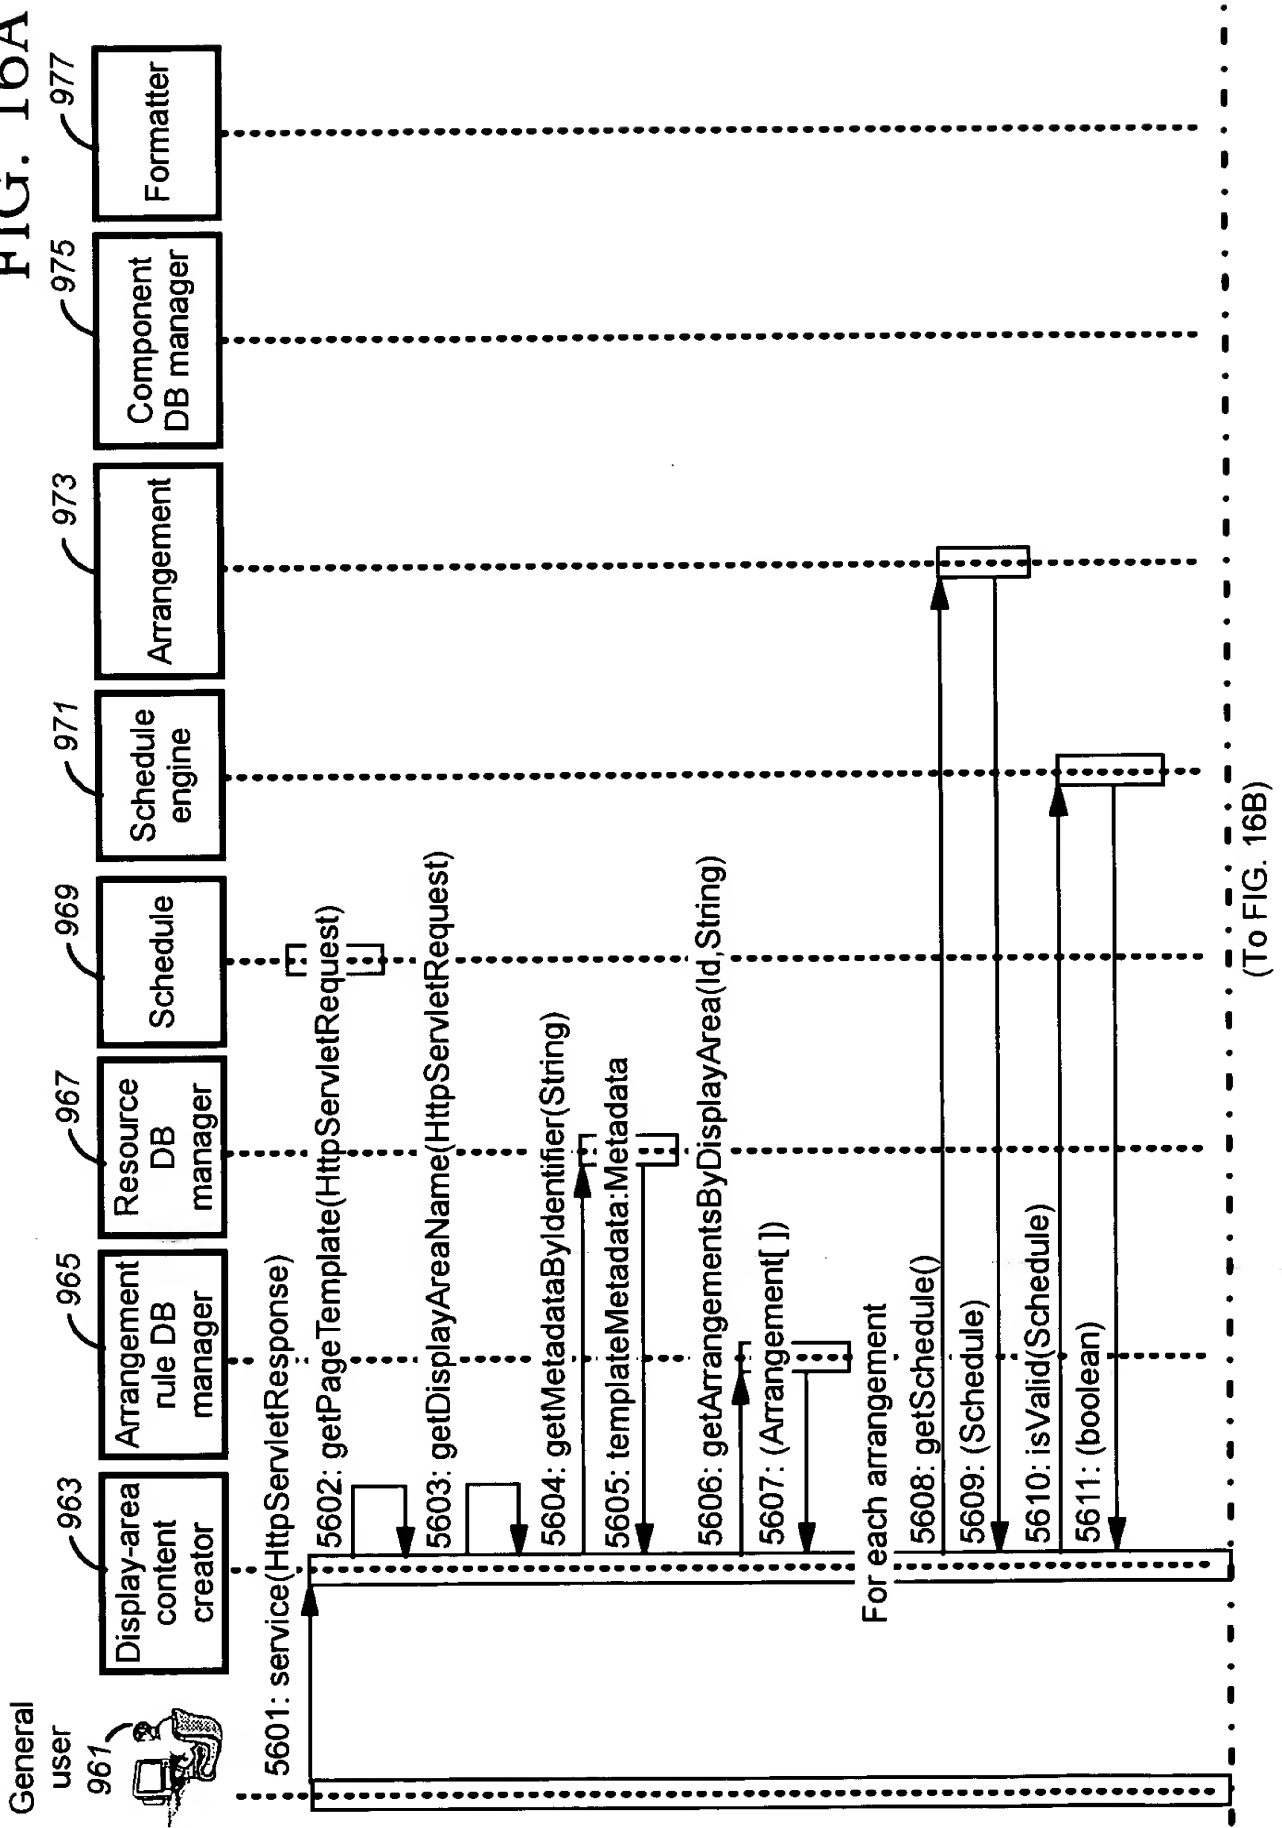 FIG. 16A
General
user
961
963
Display-area
content
creator
965
Arrangement
rule DB
manager
967
Resource
DB
manager
969
Schedule
971
Schedule
engine
973
Arrangement
975
Component
DB manager
977
Formatter
5601: service(HttpServletResponse)
5602: getPageTemplate(HttpServletRequest)
5603: getDisplayAreaName(HttpServletRequest)
5604: getMetadataByIdentifier(String)
5605: templateMetadata:Metadata
5606: getArrangementsByDisplayArea(Id,String)
5607: (Arrangement[ ])
For each arrangement
5608: getSchedule()
5609: (Schedule)
5610: isValid(Schedule)
5611: (boolean)
(To FIG. 16B)